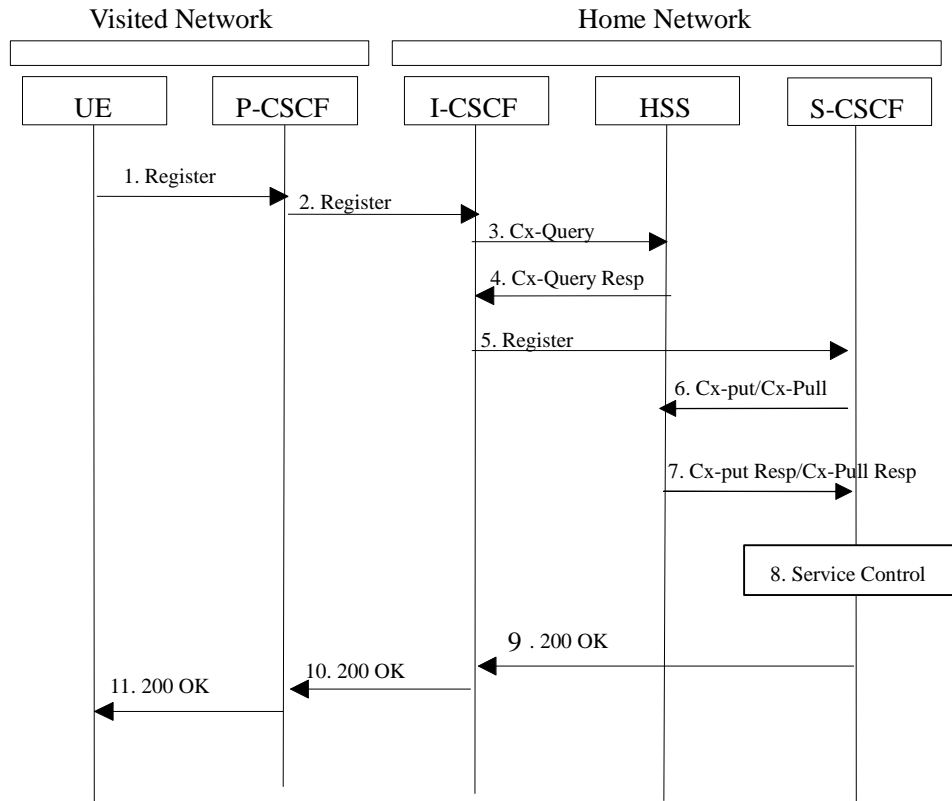 Visited Network
Home Network
UE
P-CSCF
I-CSCF
HSS
S-CSCF
1. Register
2. Register
3. Cx-Query
4. Cx-Query Resp
5. Register
6. Cx-put/Cx-Pull
7. Cx-put Resp/Cx-Pull Resp
8. Service Control
9 . 200 OK
10. 200 OK
11. 200 OK